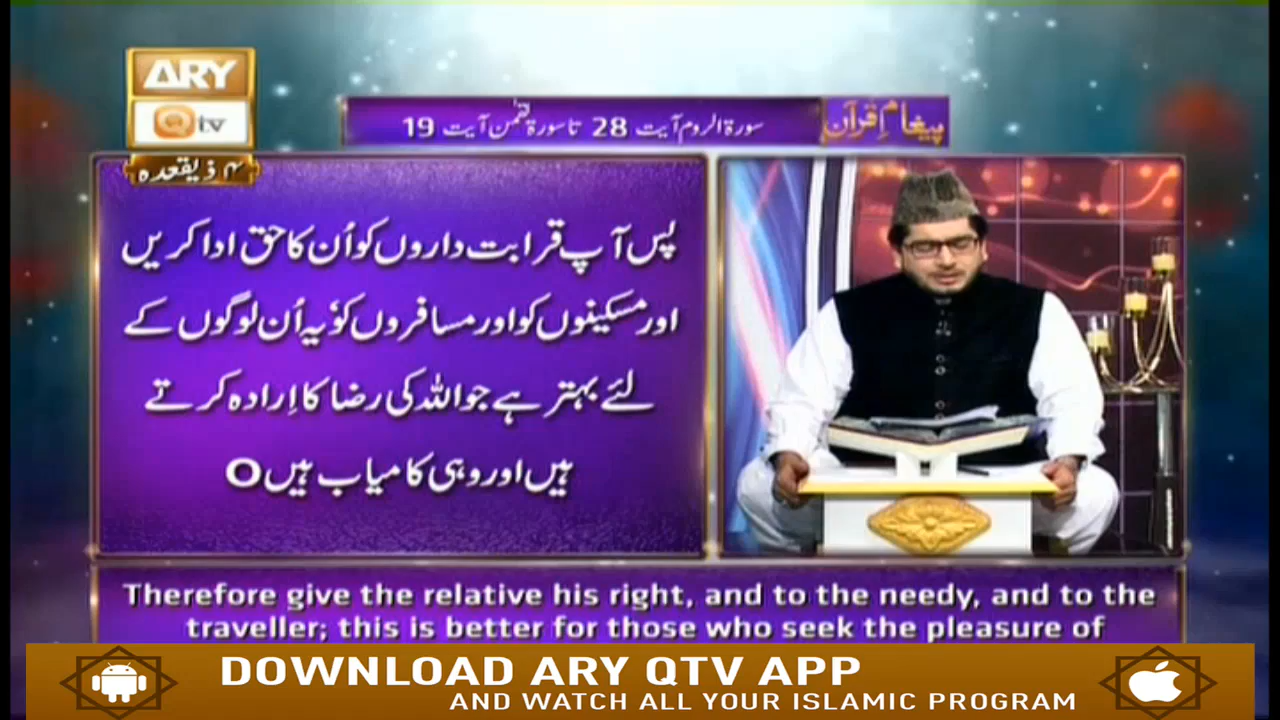 ARY
Qtv
پیغامِ قرآن
سورۃ الروم آیت 28 تا سورۃ لقمٰن آیت 19
۴ ذیقعدہ
پس آپ قرابت داروں کو اُن کا حق ادا کریں
اور مسکینوں کو اور مسافروں کو یہ اُن لوگوں کے
لئے بہتر ہے جو اللہ کی رضا کا اِرادہ کرتے
ہیں اور وہی کامیاب ہیں O
Therefore give the relative his right, and to the needy, and to the
traveller; this is better for those who seek the pleasure of
DOWNLOAD ARY QTV APP
AND WATCH ALL YOUR ISLAMIC PROGRAM